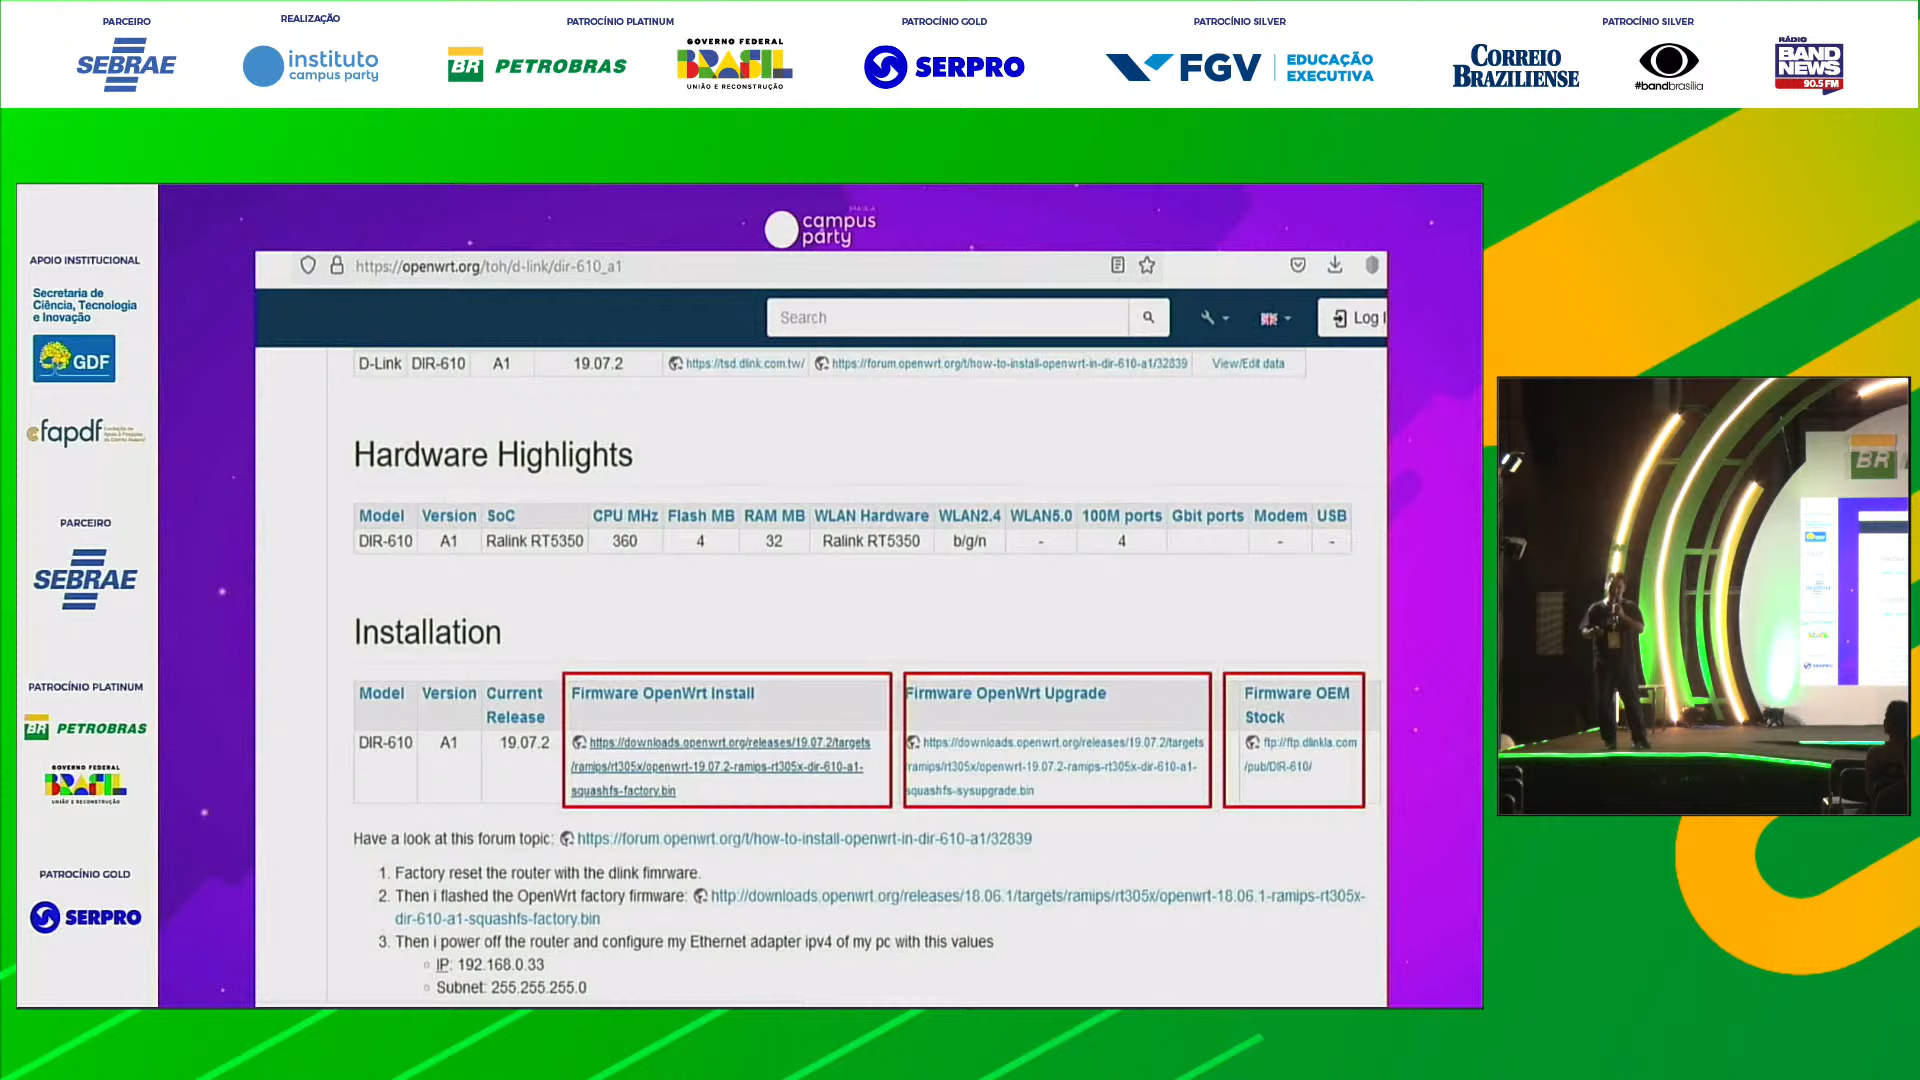 PARCEIRO
REALIZAÇÃO
PATROCÍNIO PLATINUM
PATROCÍNIO GOLD
PATROCÍNIO SILVER
PATROCÍNIO SILVER
SEBRAE
instituto
campus party
BR PETROBRAS
GOVERNO FEDERAL
BRASIL
UNIÃO E RECONSTRUÇÃO
SERPRO
FGV
EDUCAÇÃO
EXECUTIVA
CORREIO
BRAZILIENSE
#bandbrasília
RÁDIO
BAND
NEWS
90.5 FM
APOIO INSTITUCIONAL
Secretaria de
Ciência, Tecnologia
e Inovação
GDF
fapdf
PARCEIRO
SEBRAE
PATROCÍNIO PLATINUM
BR PETROBRAS
GOVERNO FEDERAL
BRASIL
UNIÃO E RECONSTRUÇÃO
PATROCÍNIO GOLD
SERPRO
BRASÍLIA
campus
party
https://openwrt.org/toh/d-link/dir-610_a1
Search
Log I
D-Link DIR-610 A1 19.07.2 https://tsd.dlink.com.tw/ https://forum.openwrt.org/t/how-to-install-openwrt-in-dir-610-a1/32839 View/Edit data
Hardware Highlights
Model Version SoC CPU MHz Flash MB RAM MB WLAN Hardware WLAN2.4 WLAN5.0 100M ports Gbit ports Modem USB
DIR-610 A1 Ralink RT5350 360 4 32 Ralink RT5350 b/g/n - 4 - -
Installation
Model Version Current Release Firmware OpenWrt Install Firmware OpenWrt Upgrade Firmware OEM Stock
DIR-610 A1 19.07.2 https://downloads.openwrt.org/releases/19.07.2/targets https://downloads.openwrt.org/releases/19.07.2/targets ftp://ftp.dlinkla.com
/ramips/rt305x/openwrt-19.07.2-ramips-rt305x-dir-610-a1- /ramips/rt305x/openwrt-19.07.2-ramips-rt305x-dir-610-a1- /pub/DIR-610/
squashfs-factory.bin squashfs-sysupgrade.bin
Have a look at this forum topic: https://forum.openwrt.org/t/how-to-install-openwrt-in-dir-610-a1/32839
1. Factory reset the router with the dlink fimrware.
2. Then i flashed the OpenWrt factory firmware: http://downloads.openwrt.org/releases/18.06.1/targets/ramips/rt305x/openwrt-18.06.1-ramips-rt305x-
dir-610-a1-squashfs-factory.bin
3. Then i power off the router and configure my Ethernet adapter ipv4 of my pc with this values
IP: 192.168.0.33
Subnet: 255.255.255.0
BR